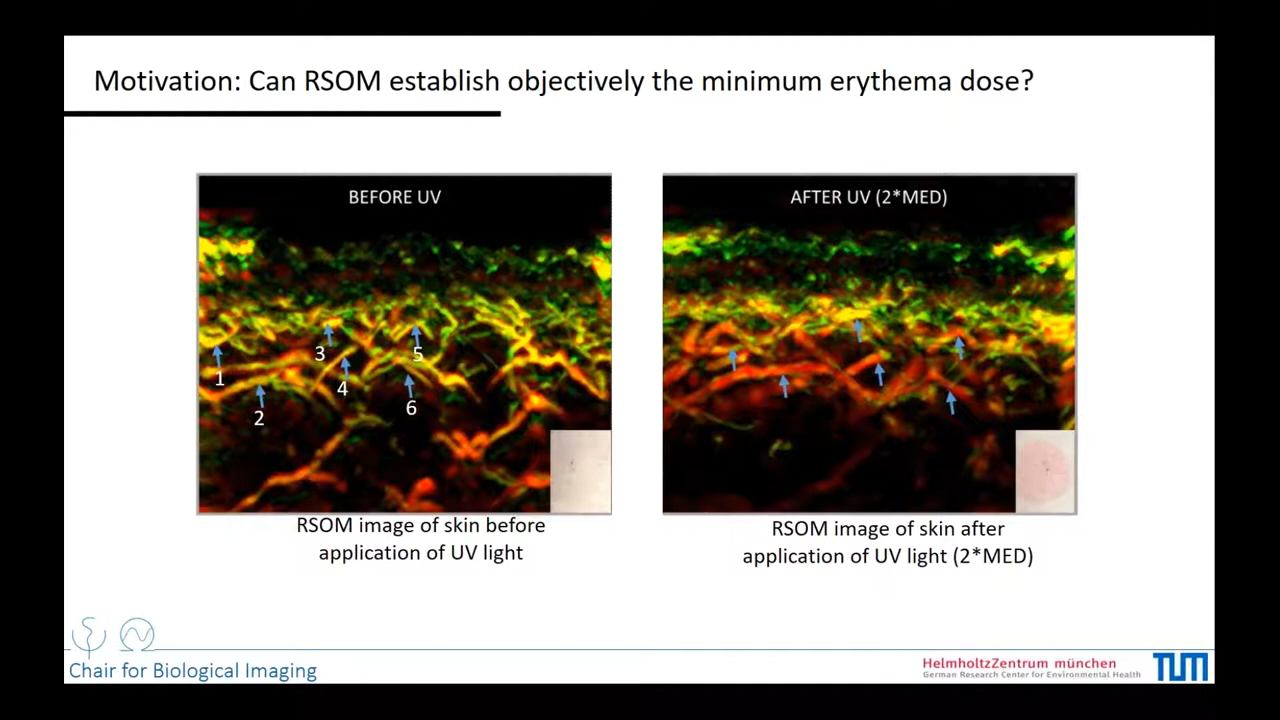 Motivation: Can RSOM establish objectively the minimum erythema dose?
BEFORE UV
1
2
3
4
5
6
AFTER UV (2*MED)
RSOM image of skin before
application of UV light
RSOM image of skin after
application of UV light (2*MED)
Chair for Biological Imaging
HelmholtzZentrum münchen
German Research Center for Environmental Health
TUM